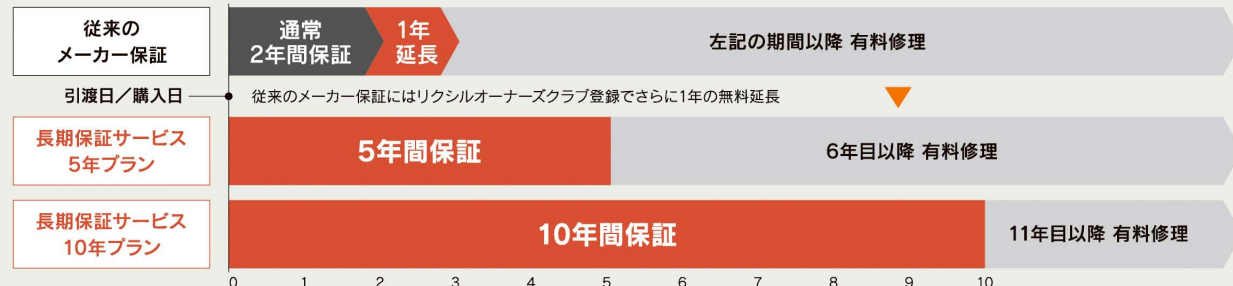 従来の
メーカー保証
通常
2年間保証
1年
延長
左記の期間以降 有料修理
引渡日／購入日
従来のメーカー保証にはリクシルオーナーズクラブ登録でさらに1年の無料延長
長期保証サービス
5年プラン
5年間保証
6年目以降 有料修理
長期保証サービス
10年プラン
10年間保証
11年目以降 有料修理
0 1 2 3 4 5 6 7 8 9 10